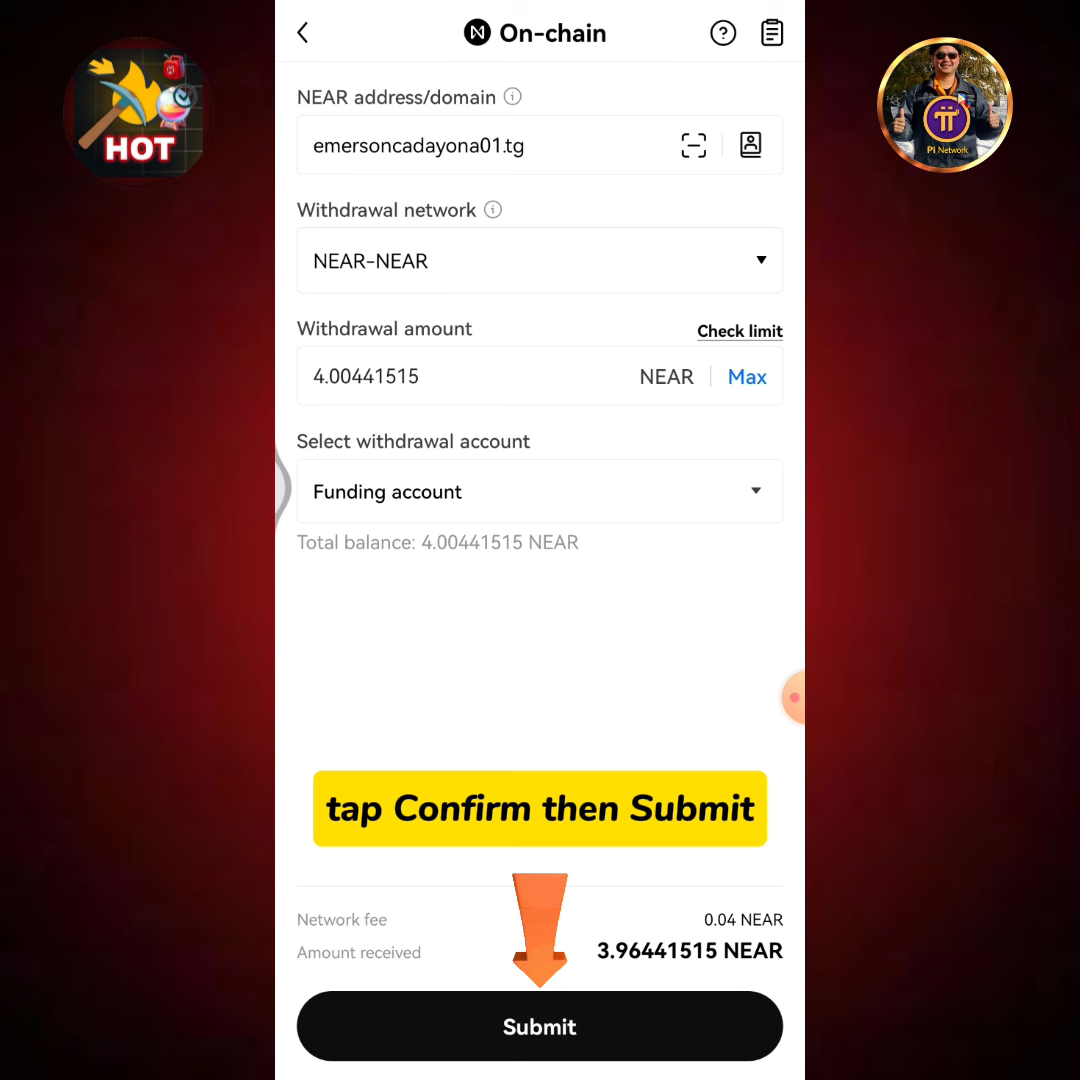 On-chain
HOT
Pi Network
NEAR address/domain
emersoncadayona01.tg
Withdrawal network
NEAR-NEAR
Withdrawal amount
Check limit
4.00441515 NEAR Max
Select withdrawal account
Funding account
Total balance: 4.00441515 NEAR
tap Confirm then Submit
Network fee 0.04 NEAR
Amount received 3.96441515 NEAR
Submit